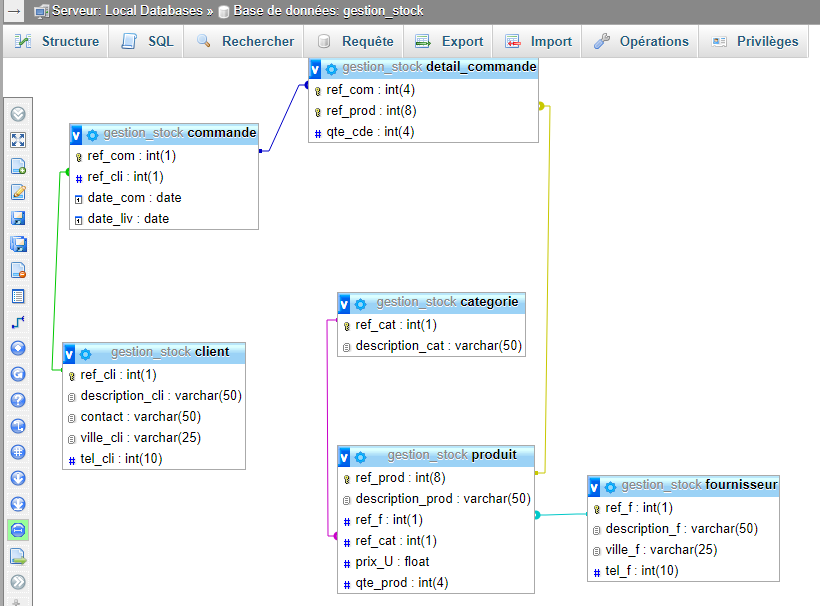 Serveur: Local Databases » Base de données: gestion_stock
Structure SQL Rechercher Requête Export Import Opérations Privilèges
gestion_stock detail_commande
ref_com : int(4)
ref_prod : int(8)
qte_cde : int(4)
gestion_stock commande
ref_com : int(1)
ref_cli : int(1)
date_com : date
date_liv : date
gestion_stock categorie
ref_cat : int(1)
description_cat : varchar(50)
gestion_stock client
ref_cli : int(1)
description_cli : varchar(50)
contact : varchar(50)
ville_cli : varchar(25)
tel_cli : int(10)
gestion_stock produit
ref_prod : int(8)
description_prod : varchar(50)
ref_f : int(1)
ref_cat : int(1)
prix_U : float
qte_prod : int(4)
gestion_stock fournisseur
ref_f : int(1)
description_f : varchar(50)
ville_f : varchar(25)
tel_f : int(10)